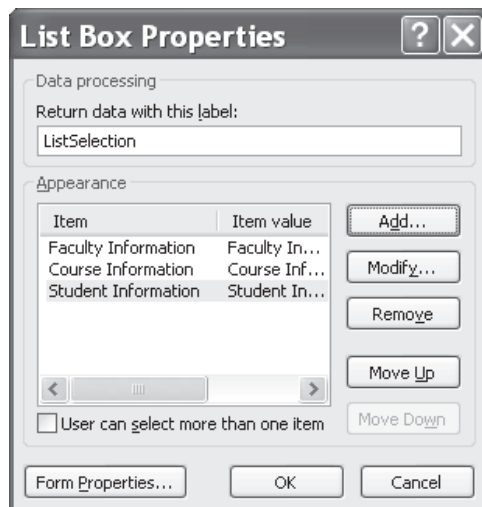 List Box Properties
Data processing
Return data with this label:
ListSelection
Appearance
Item Item value
Faculty Information Faculty In...
Course Information Course Inf...
Student Information Student In...
Add...
Modify...
Remove
Move Up
Move Down
User can select more than one item
Form Properties... OK Cancel